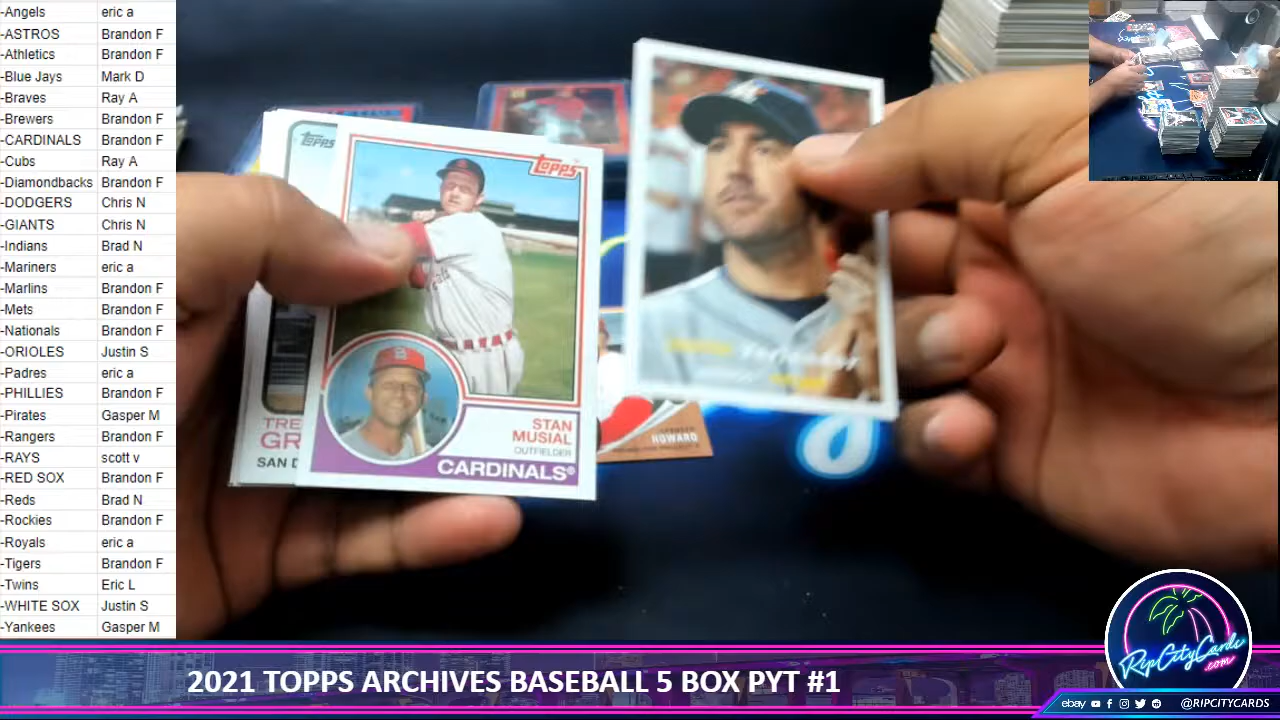 -Angels eric a
-ASTROS Brandon F
-Athletics Brandon F
-Blue Jays Mark D
-Braves Ray A
-Brewers Brandon F
-CARDINALS Brandon F
-Cubs Ray A
-Diamondbacks Brandon F
-DODGERS Chris N
-GIANTS Chris N
-Indians Brad N
-Mariners eric a
-Marlins Brandon F
-Mets Brandon F
-Nationals Brandon F
-ORIOLES Justin S
-Padres eric a
-PHILLIES Brandon F
-Pirates Gasper M
-Rangers Brandon F
-RAYS scott v
-RED SOX Brandon F
-Reds Brad N
-Rockies Brandon F
-Royals eric a
-Tigers Brandon F
-Twins Eric L
-WHITE SOX Justin S
-Yankees Gasper M
TOPPS
TOPPS
STAN
MUSIAL
OUTFIELDER
CARDINALS®
TRE
GR
SAN D
HOWARD
RipCityCards
.com
2021 TOPPS ARCHIVES BASEBALL 5 BOX PYT #1
ebay @RIPCITYCARDS